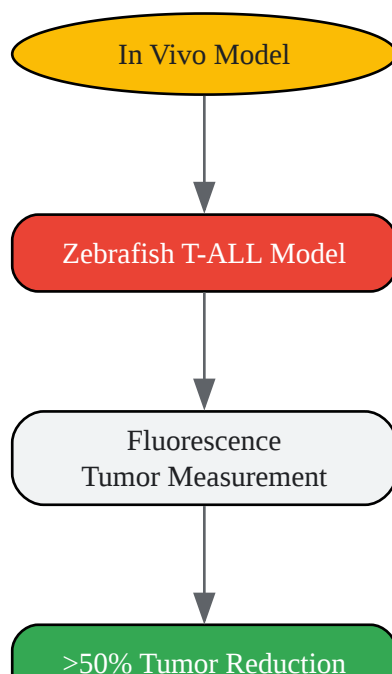 In Vivo Model
Zebrafish T-ALL Model
Fluorescence
Tumor Measurement
>50% Tumor Reduction